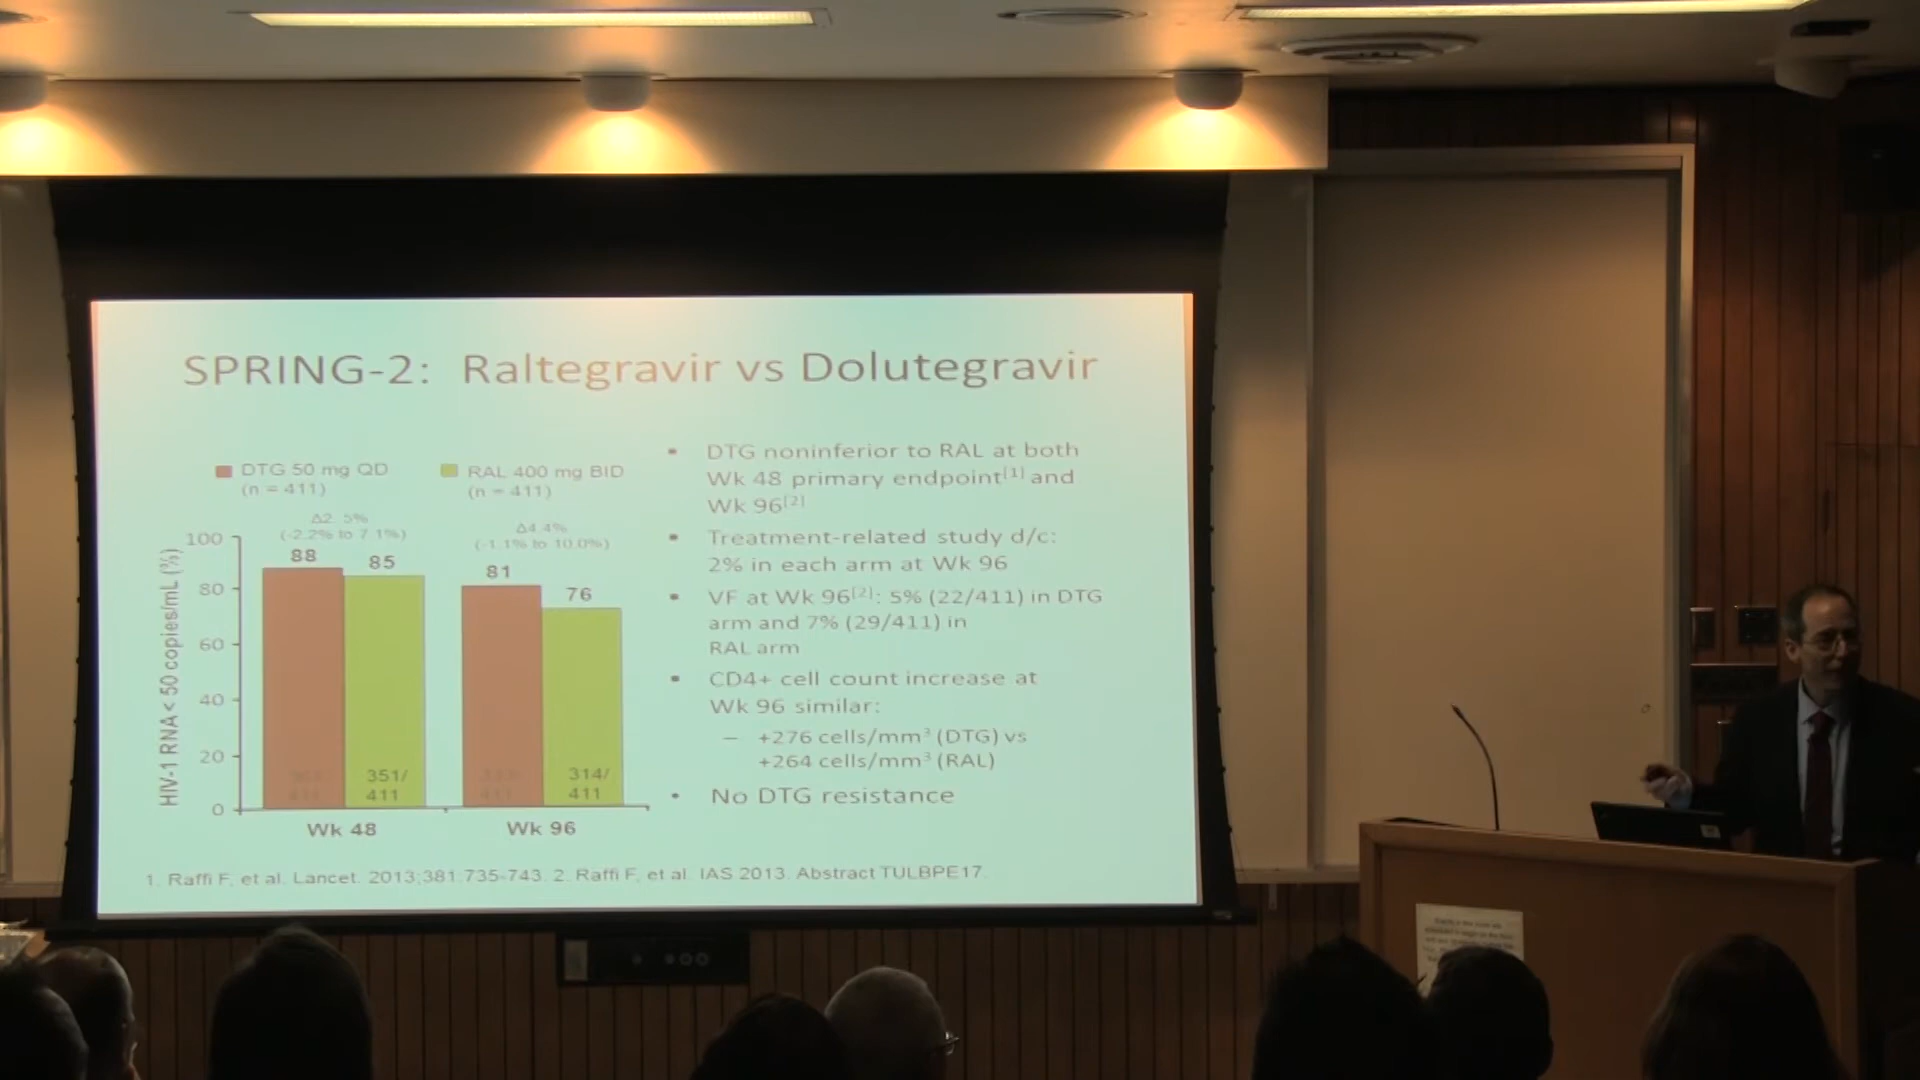 SPRING-2: Raltegravir vs Dolutegravir
DTG 50 mg QD
(n = 411)
RAL 400 mg BID
(n = 411)
Δ2. 5%
(-2.2% to 7.1%)
Δ4.4%
(-1.1% to 10.0%)
HIV-1 RNA < 50 copies/mL (%)
100
80
60
40
20
0
88
85
81
76
351/
411
314/
411
Wk 48
Wk 96
• DTG noninferior to RAL at both
Wk 48 primary endpoint[1] and
Wk 96[2]
• Treatment-related study d/c:
2% in each arm at Wk 96
• VF at Wk 96[2]: 5% (22/411) in DTG
arm and 7% (29/411) in
RAL arm
• CD4+ cell count increase at
Wk 96 similar:
– +276 cells/mm³ (DTG) vs
+264 cells/mm³ (RAL)
• No DTG resistance
1. Raffi F, et al. Lancet. 2013;381:735-743. 2. Raffi F, et al. IAS 2013. Abstract TULBPE17.